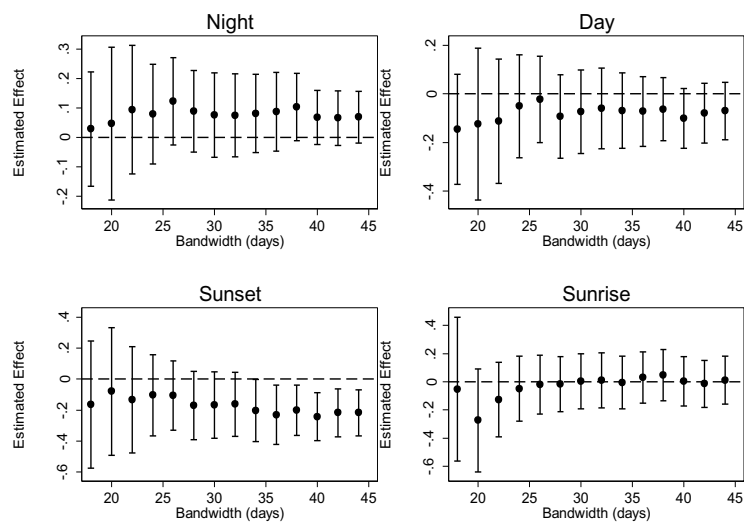 Night
Estimated Effect
.3
.2
.1
0
-.1
-.2
20 25 30 35 40 45
Bandwidth (days)
Day
Estimated Effect
.2
0
-.2
-.4
20 25 30 35 40 45
Bandwidth (days)
Sunset
Estimated Effect
.4
.2
0
-.2
-.4
-.6
20 25 30 35 40 45
Bandwidth (days)
Sunrise
Estimated Effect
.4
.2
0
-.2
-.4
-.6
20 25 30 35 40 45
Bandwidth (days)